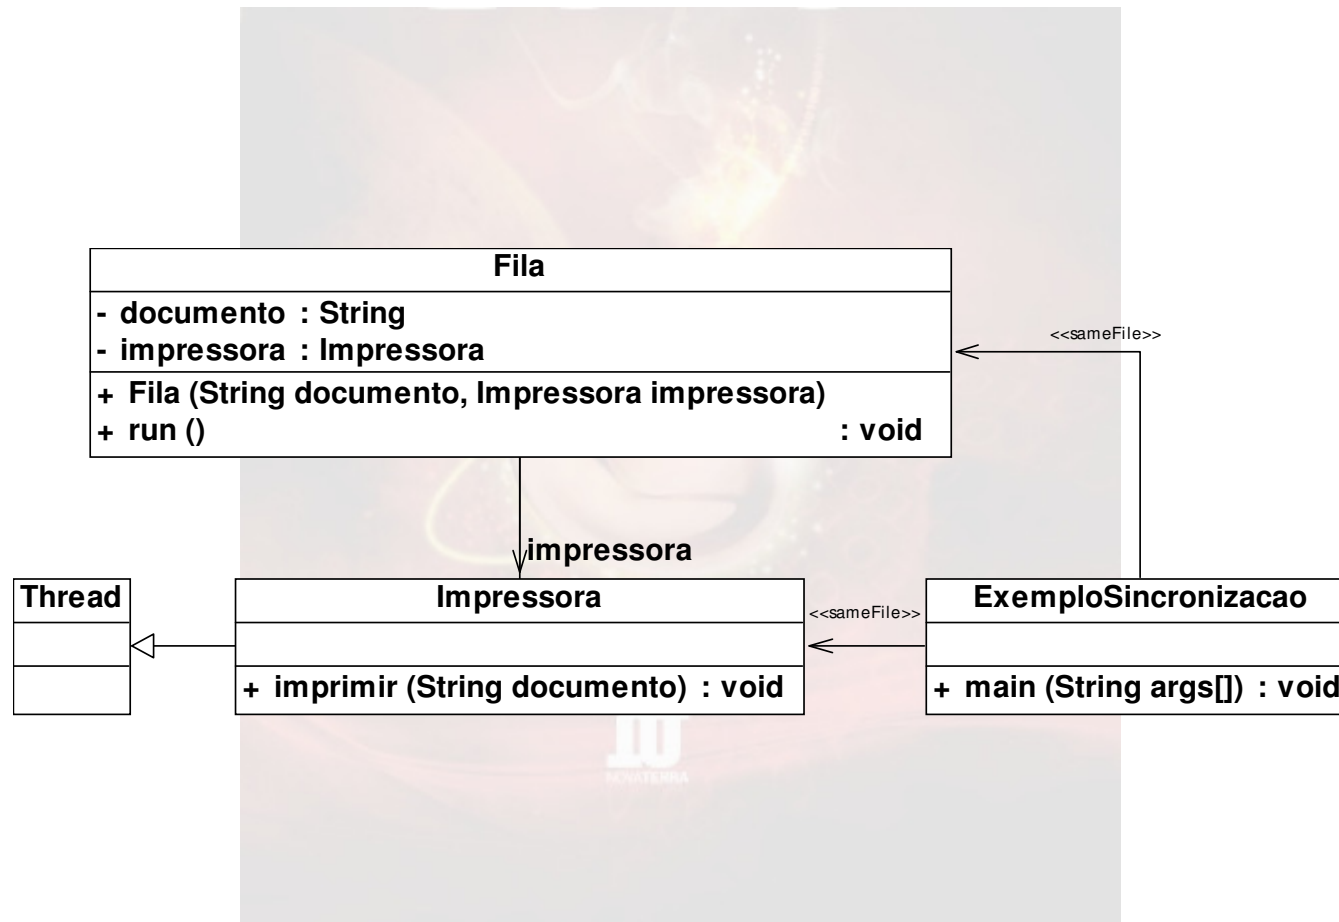 Fila
- documento : String
- impressora : Impressora
+ Fila (String documento, Impressora impressora)
+ run () : void
<<sameFile>>
impressora
Thread
Impressora
+ imprimir (String documento) : void
<<sameFile>>
ExemploSincronizacao
+ main (String args[]) : void
NOVATERRA